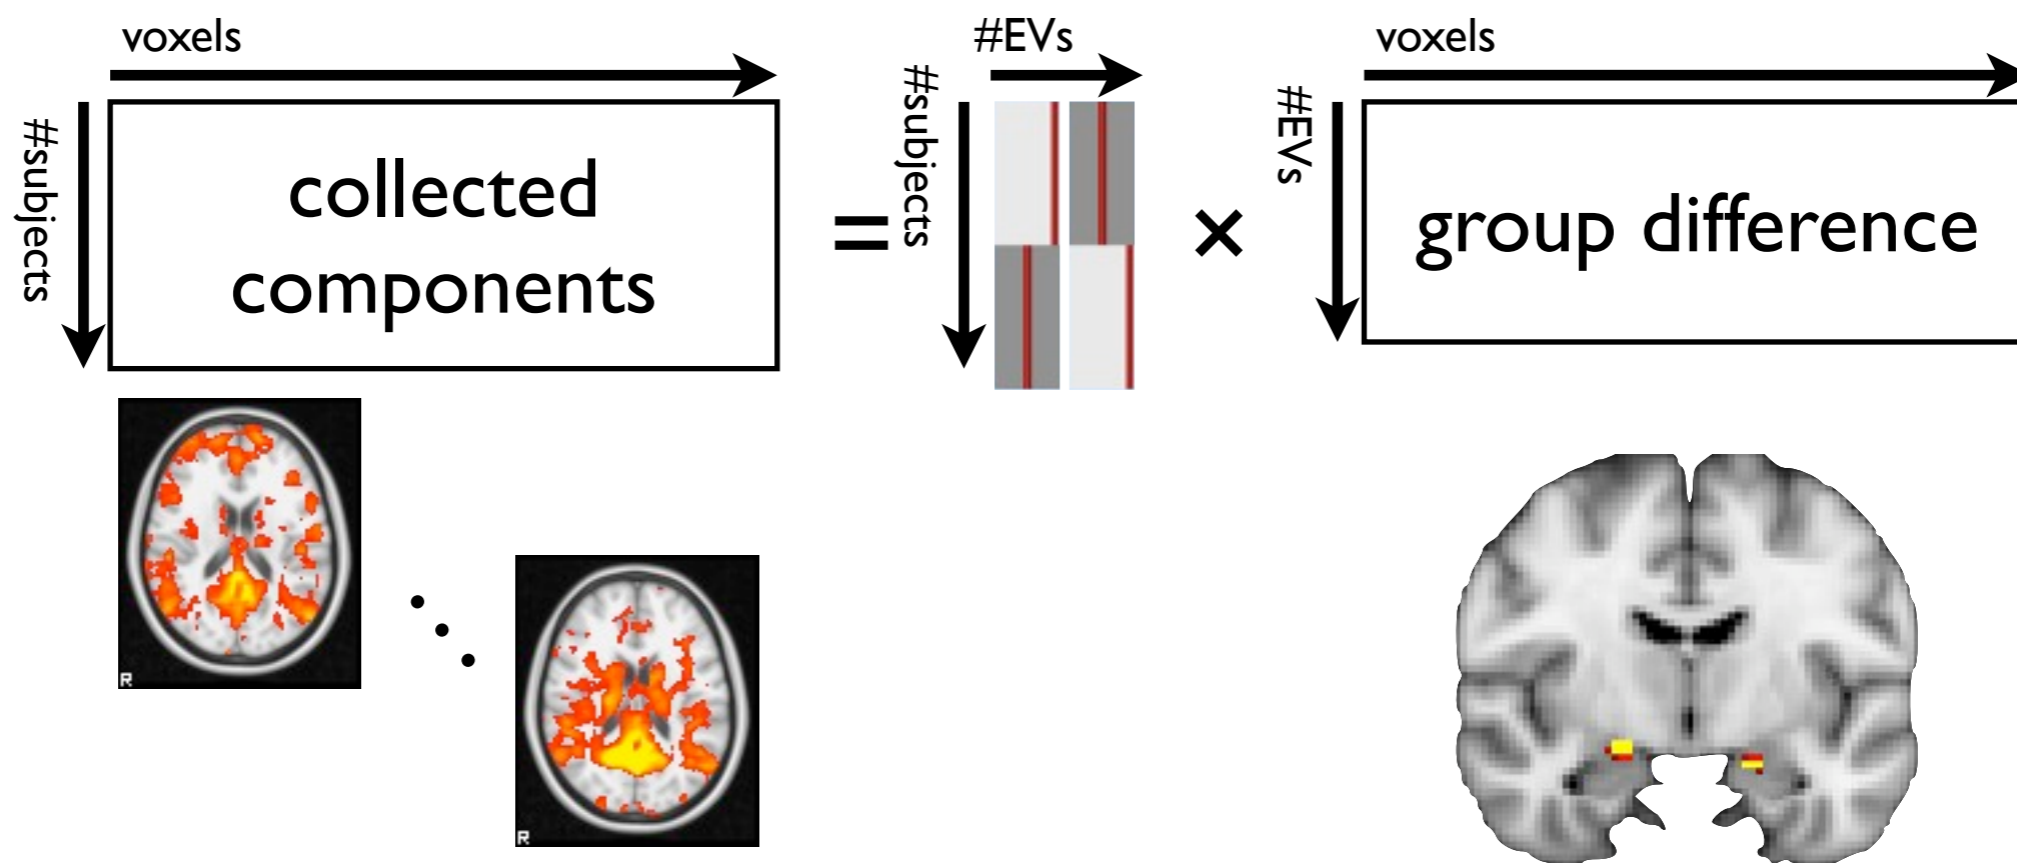 voxels
#subjects
collected
components
=
#EVs
#subjects
×
voxels
#EVs
group difference
R
R